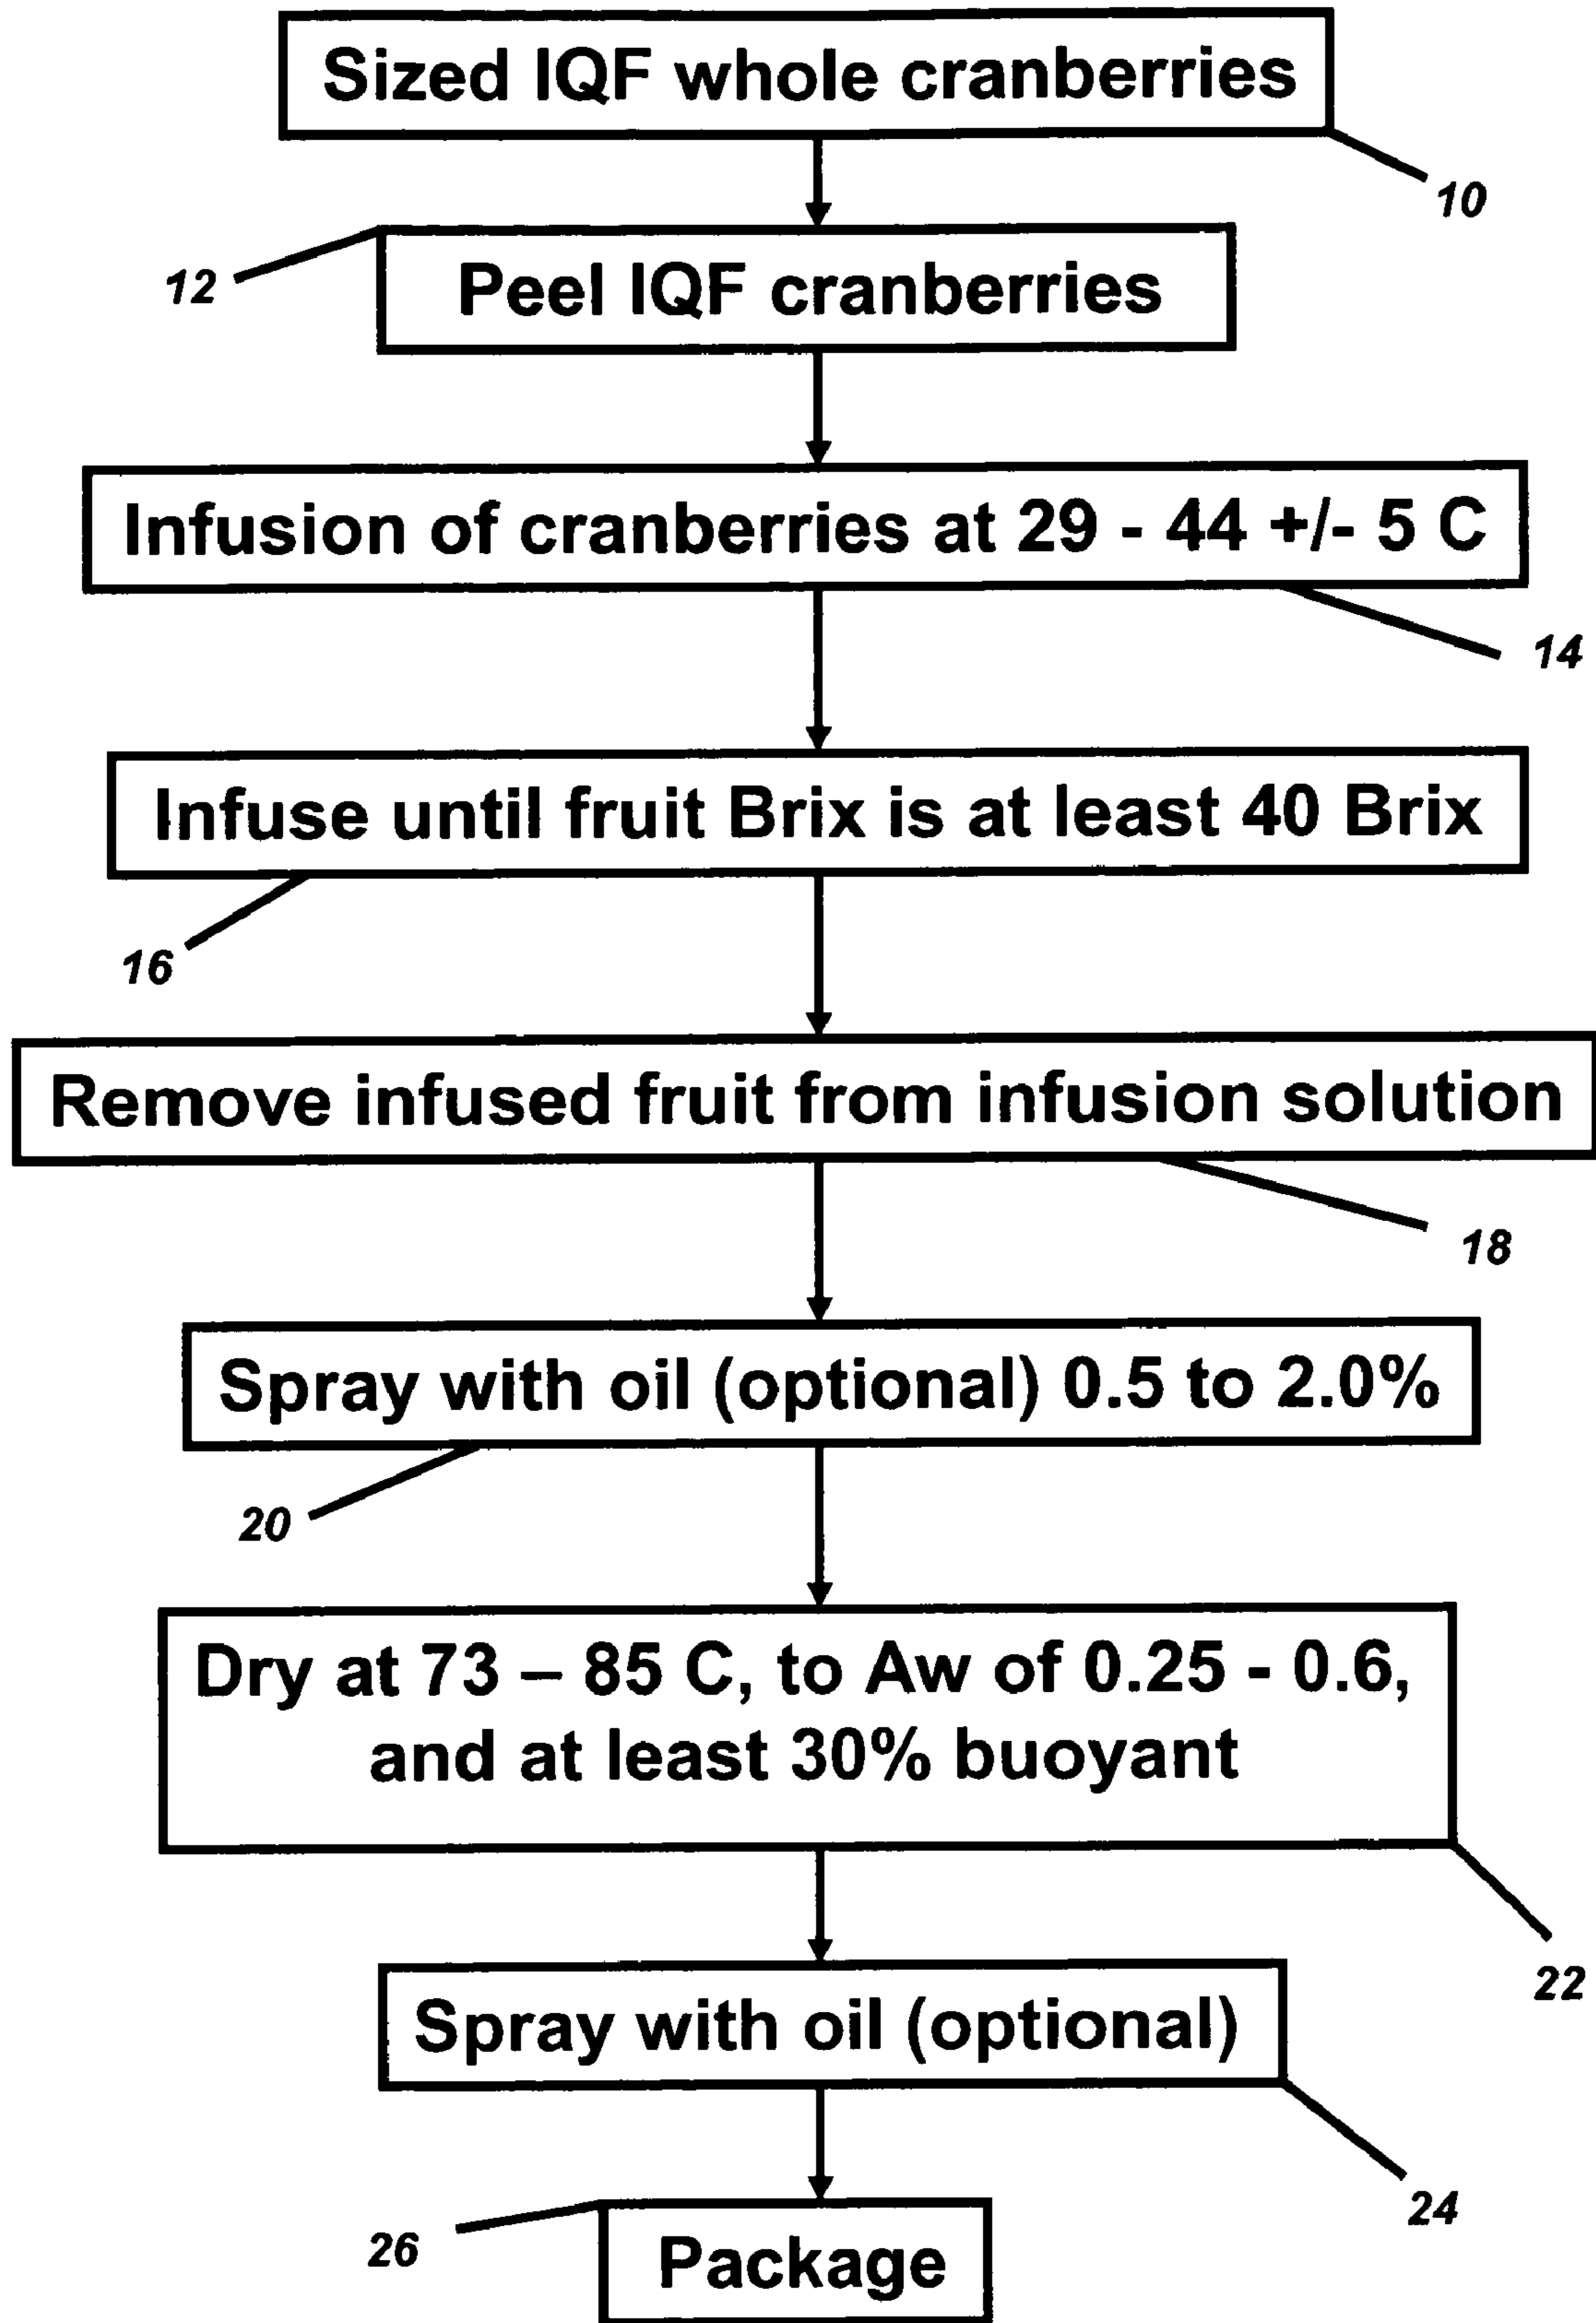 Sized IQF whole cranberries
10
12
Peel IQF cranberries
Infusion of cranberries at 29 - 44 +/- 5 C
14
Infuse until fruit Brix is at least 40 Brix
16
Remove infused fruit from infusion solution
18
Spray with oil (optional) 0.5 to 2.0%
20
Dry at 73 – 85 C, to Aw of 0.25 - 0.6,
and at least 30% buoyant
22
Spray with oil (optional)
24
26
Package